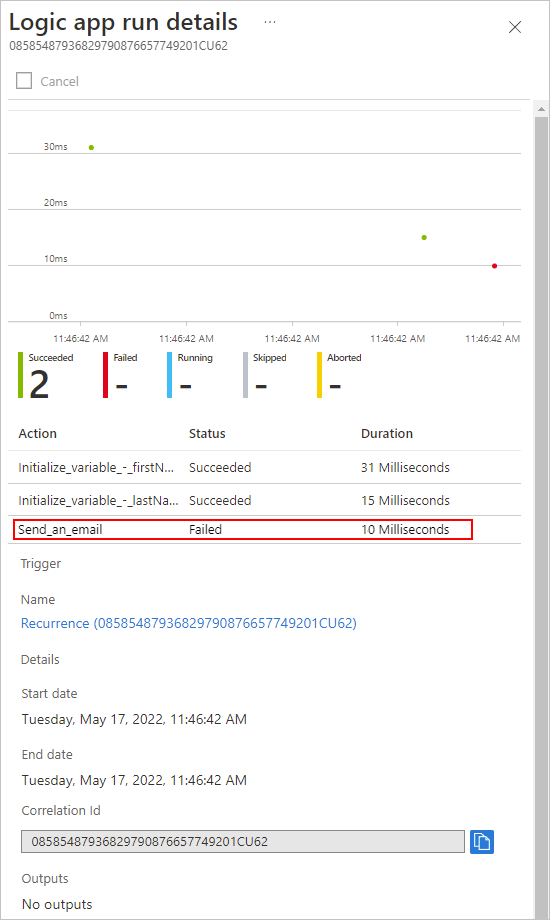 Logic app run details ...
08585487936829790876657749201CU62
Cancel
30ms
20ms
10ms
0ms
11:46:42 AM 11:46:42 AM 11:46:42 AM 11:46:42 AM 11:46:42 AM
Succeeded Failed Running Skipped Aborted
2 - - - -
Action Status Duration
Initialize_variable_-_firstN... Succeeded 31 Milliseconds
Initialize_variable_-_lastNa... Succeeded 15 Milliseconds
Send_an_email Failed 10 Milliseconds
Trigger
Name
Recurrence (08585487936829790876657749201CU62)
Details
Start date
Tuesday, May 17, 2022, 11:46:42 AM
End date
Tuesday, May 17, 2022, 11:46:42 AM
Correlation Id
08585487936829790876657749201CU62
Outputs
No outputs